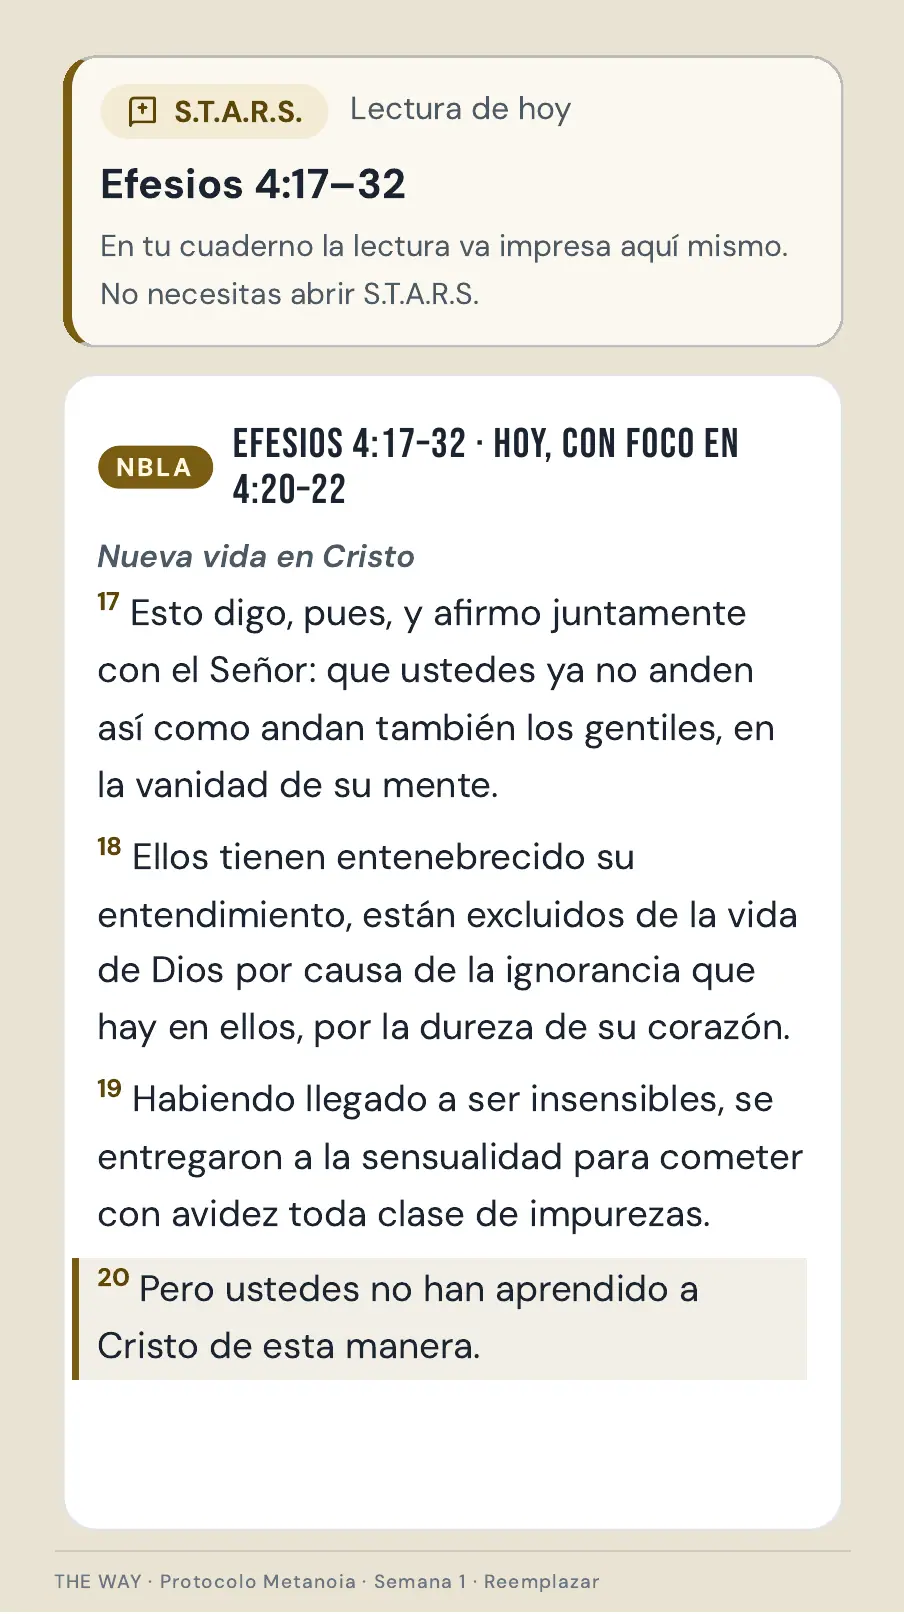 S.T.A.R.S. Lectura de hoy
Efesios 4:17–32
En tu cuaderno la lectura va impresa aquí mismo.
No necesitas abrir S.T.A.R.S.
NBLA
EFESIOS 4:17–32 · HOY, CON FOCO EN
4:20–22
Nueva vida en Cristo
17 Esto digo, pues, y afirmo juntamente
con el Señor: que ustedes ya no anden
así como andan también los gentiles, en
la vanidad de su mente.
18 Ellos tienen entenebrecido su
entendimiento, están excluidos de la vida
de Dios por causa de la ignorancia que
hay en ellos, por la dureza de su corazón.
19 Habiendo llegado a ser insensibles, se
entregaron a la sensualidad para cometer
con avidez toda clase de impurezas.
20 Pero ustedes no han aprendido a
Cristo de esta manera.
THE WAY · Protocolo Metanoia · Semana 1 · Reemplazar